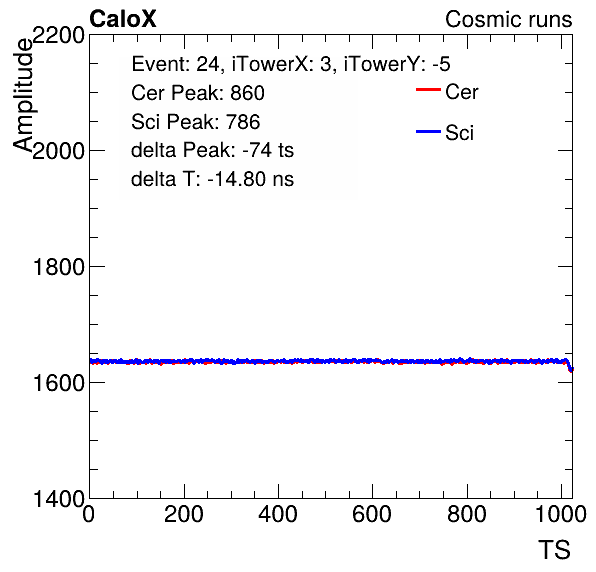 CaloX
Cosmic runs
Amplitude
2200
2000
1800
1600
1400
Event: 24, iTowerX: 3, iTowerY: -5
Cer Peak: 860
Sci Peak: 786
delta Peak: -74 ts
delta T: -14.80 ns
Cer
Sci
0
200
400
600
800
1000
TS